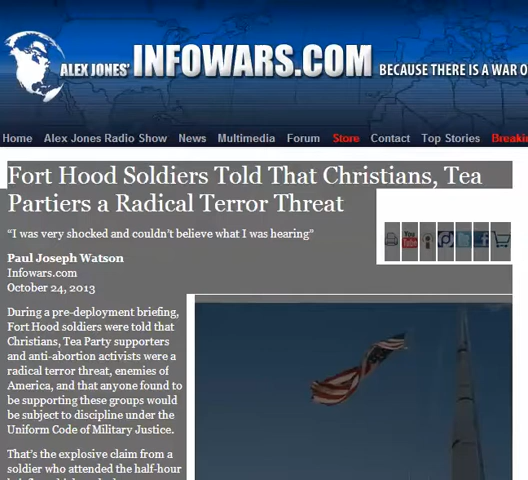 ALEX JONES' INFOWARS.COM BECAUSE THERE IS A WAR O
Home Alex Jones Radio Show News Multimedia Forum Store Contact Top Stories Breaki
Fort Hood Soldiers Told That Christians, Tea
Partiers a Radical Terror Threat
“I was very shocked and couldn’t believe what I was hearing”
Paul Joseph Watson
Infowars.com
October 24, 2013
During a pre-deployment briefing,
Fort Hood soldiers were told that
Christians, Tea Party supporters
and anti-abortion activists were a
radical terror threat, enemies of
America, and that anyone found to
be supporting these groups would
be subject to discipline under the
Uniform Code of Military Justice.
That’s the explosive claim from a
soldier who attended the half-hour